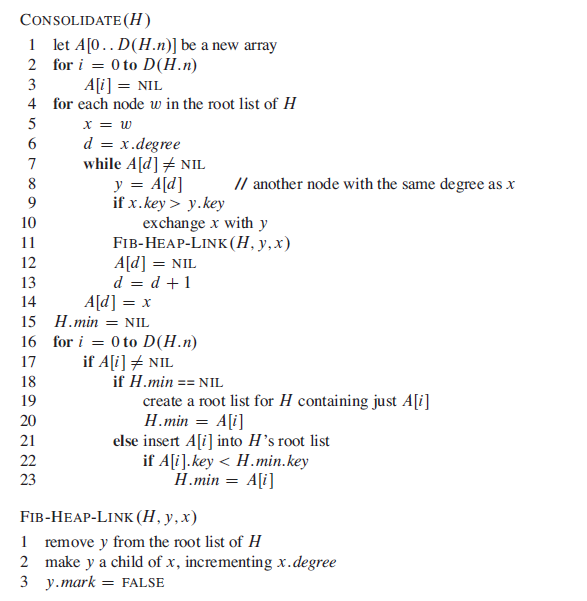 CONSOLIDATE(H)
1 let A[0 . . D(H.n)] be a new array
2 for i = 0 to D(H.n)
3 A[i] = NIL
4 for each node w in the root list of H
5 x = w
6 d = x.degree
7 while A[d] ≠ NIL
8 y = A[d] // another node with the same degree as x
9 if x.key > y.key
10 exchange x with y
11 FIB-HEAP-LINK(H, y, x)
12 A[d] = NIL
13 d = d + 1
14 A[d] = x
15 H.min = NIL
16 for i = 0 to D(H.n)
17 if A[i] ≠ NIL
18 if H.min == NIL
19 create a root list for H containing just A[i]
20 H.min = A[i]
21 else insert A[i] into H's root list
22 if A[i].key < H.min.key
23 H.min = A[i]
FIB-HEAP-LINK(H, y, x)
1 remove y from the root list of H
2 make y a child of x, incrementing x.degree
3 y.mark = FALSE